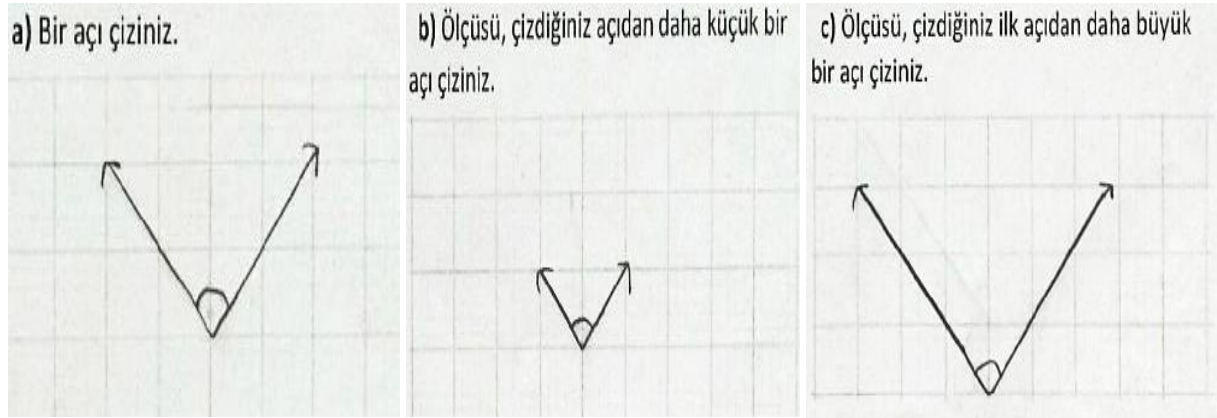 a) Bir açı çiziniz.
b) Ölçüsü, çizdiğiniz açıdan daha küçük bir
açı çiziniz.
c) Ölçüsü, çizdiğiniz ilk açıdan daha büyük
bir açı çiziniz.